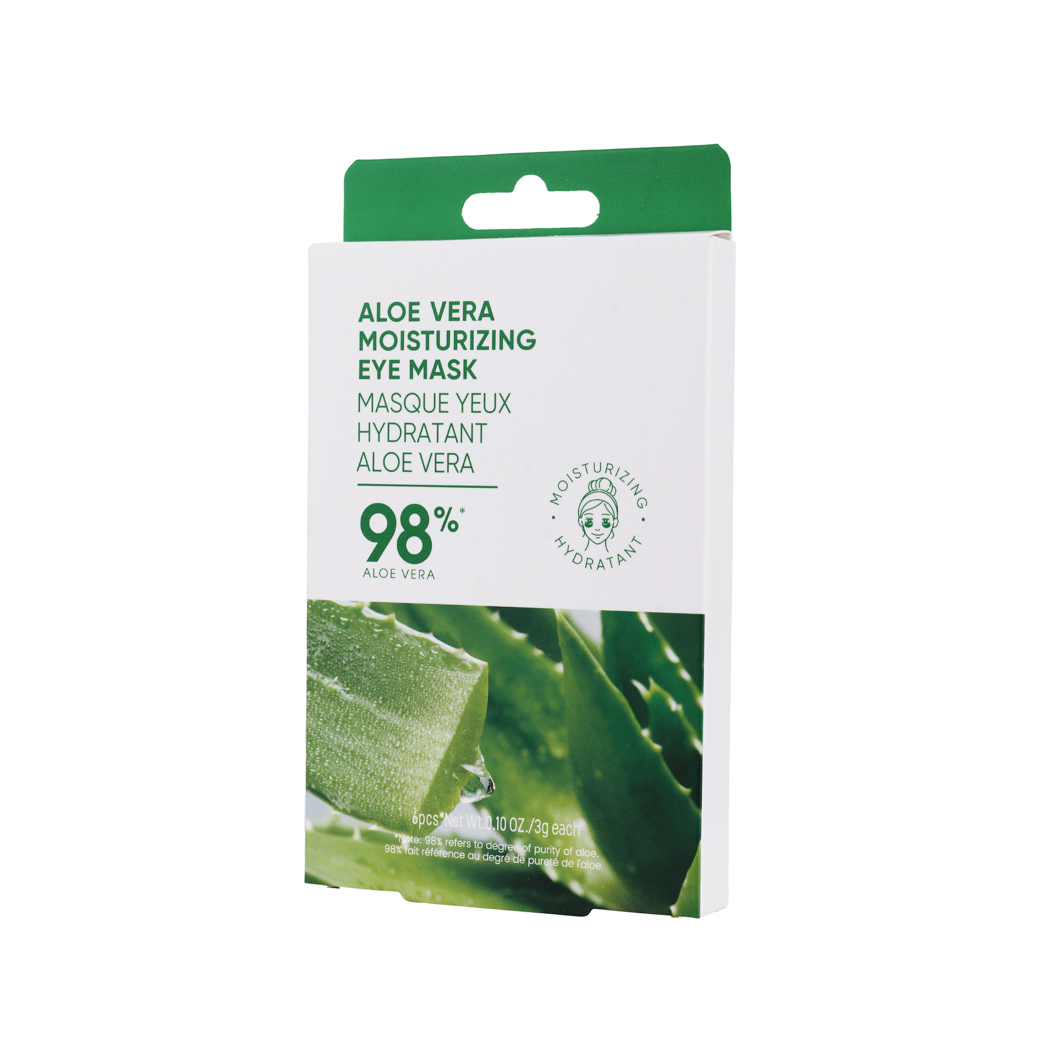 ALOE VERA
MOISTURIZING
EYE MASK
MASQUE YEUX
HYDRATANT
ALOE VERA
98%*
ALOE VERA
• MOISTURIZING •
HYDRATANT
6pcs*Net Wt.0.10 OZ./3g each
*Note: 98% refers to degree of purity of aloe.
98% fait référence au degré de pureté de l'aloe.